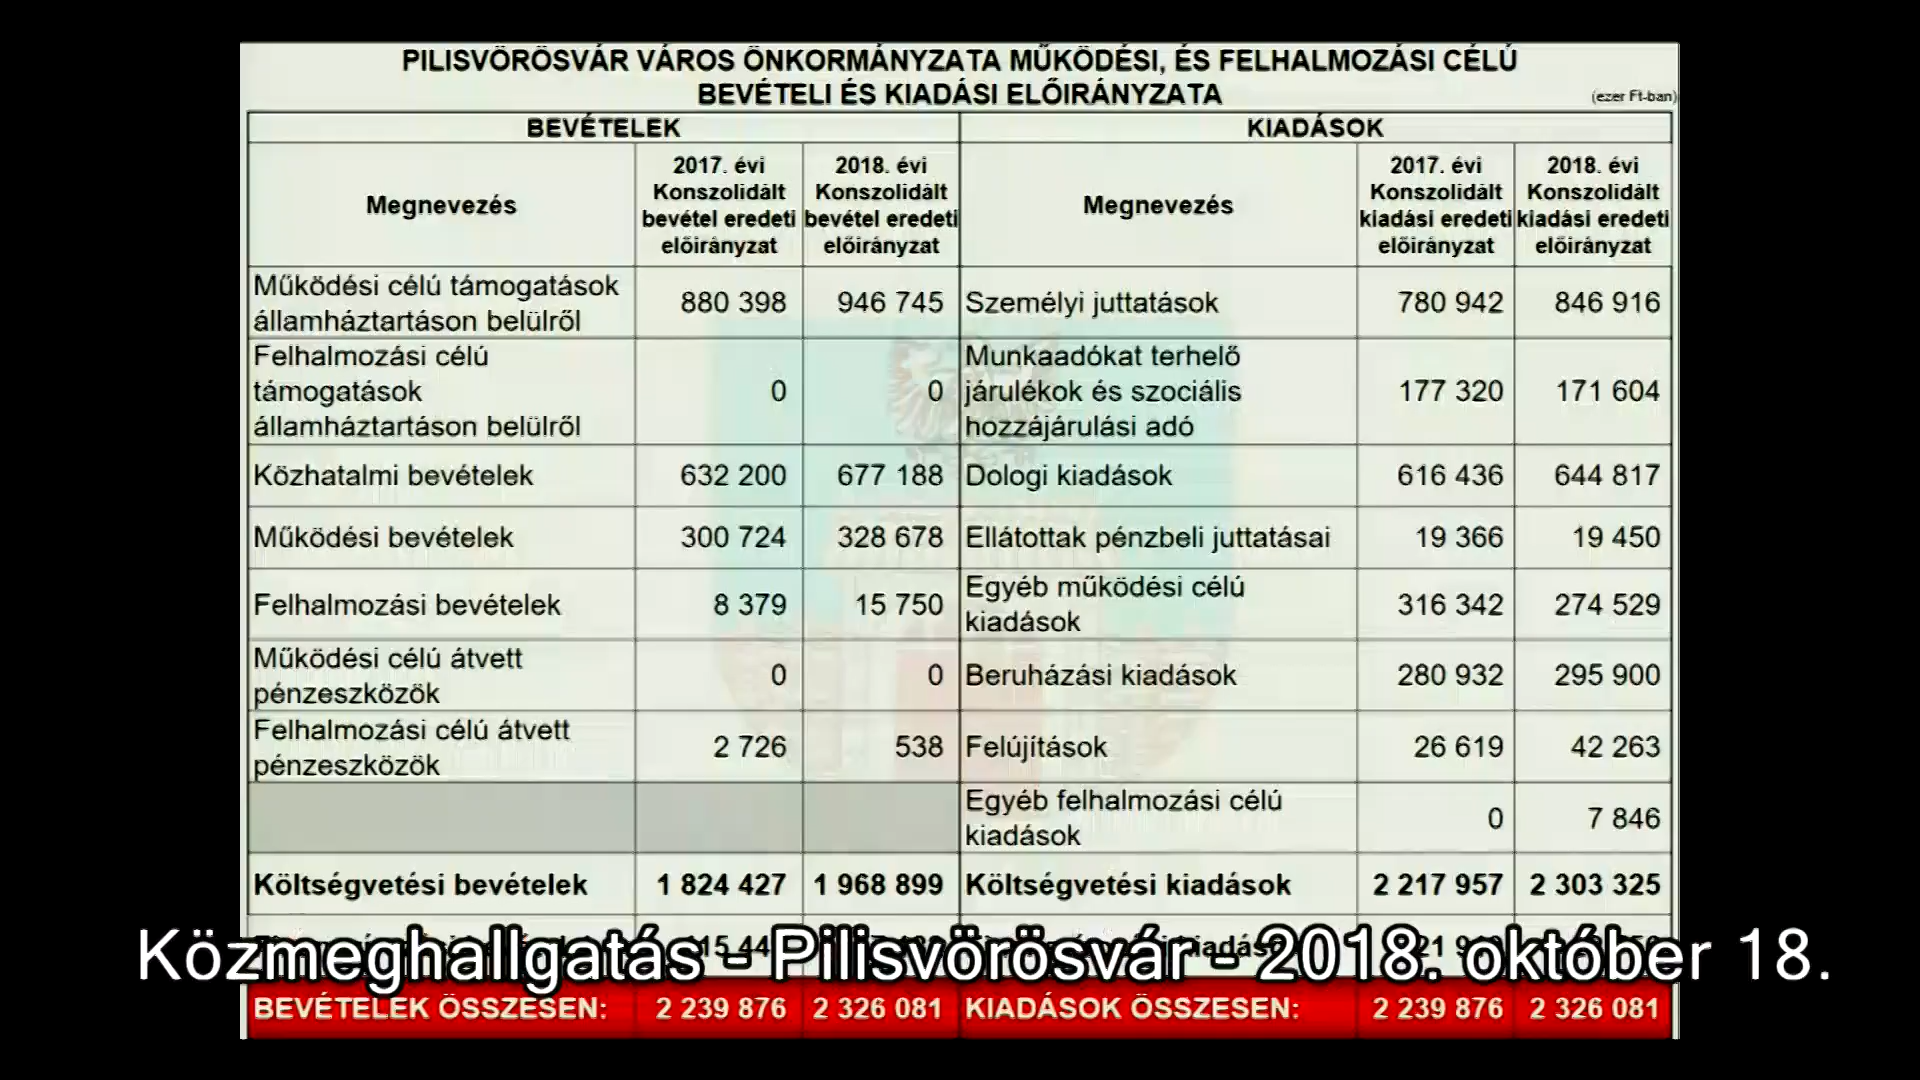 PILISVÖRÖSVÁR VÁROS ÖNKORMÁNYZATA MŰKÖDÉSI, ÉS FELHALMOZÁSI CÉLÚ
BEVÉTELI ÉS KIADÁSI ELŐIRÁNYZATA
(ezer Ft-ban)
BEVÉTELEK KIADÁSOK
Megnevezés
2017. évi
Konszolidált
bevétel eredeti
előirányzat
2018. évi
Konszolidált
bevétel eredeti
előirányzat
Megnevezés
2017. évi
Konszolidált
kiadási eredeti
előirányzat
2018. évi
Konszolidált
kiadási eredeti
előirányzat
Működési célú támogatások
államháztartáson belülről
880 398 946 745 Személyi juttatások 780 942 846 916
Felhalmozási célú
támogatások
államháztartáson belülről
0 0
Munkaadókat terhelő
járulékok és szociális
hozzájárulási adó
177 320 171 604
Közhatalmi bevételek 632 200 677 188 Dologi kiadások 616 436 644 817
Működési bevételek 300 724 328 678 Ellátottak pénzbeli juttatásai 19 366 19 450
Felhalmozási bevételek 8 379 15 750
Egyéb működési célú
kiadások
316 342 274 529
Működési célú átvett
pénzeszközök
0 0 Beruházási kiadások 280 932 295 900
Felhalmozási célú átvett
pénzeszközök
2 726 538 Felújítások 26 619 42 263
Egyéb felhalmozási célú
kiadások
0 7 846
Költségvetési bevételek 1 824 427 1 968 899 Költségvetési kiadások 2 217 957 2 303 325
Közmeghallgatás - Pilisvörösvár - 2018. október 18.
BEVÉTELEK ÖSSZESEN: 2 239 876 2 326 081 KIADÁSOK ÖSSZESEN: 2 239 876 2 326 081